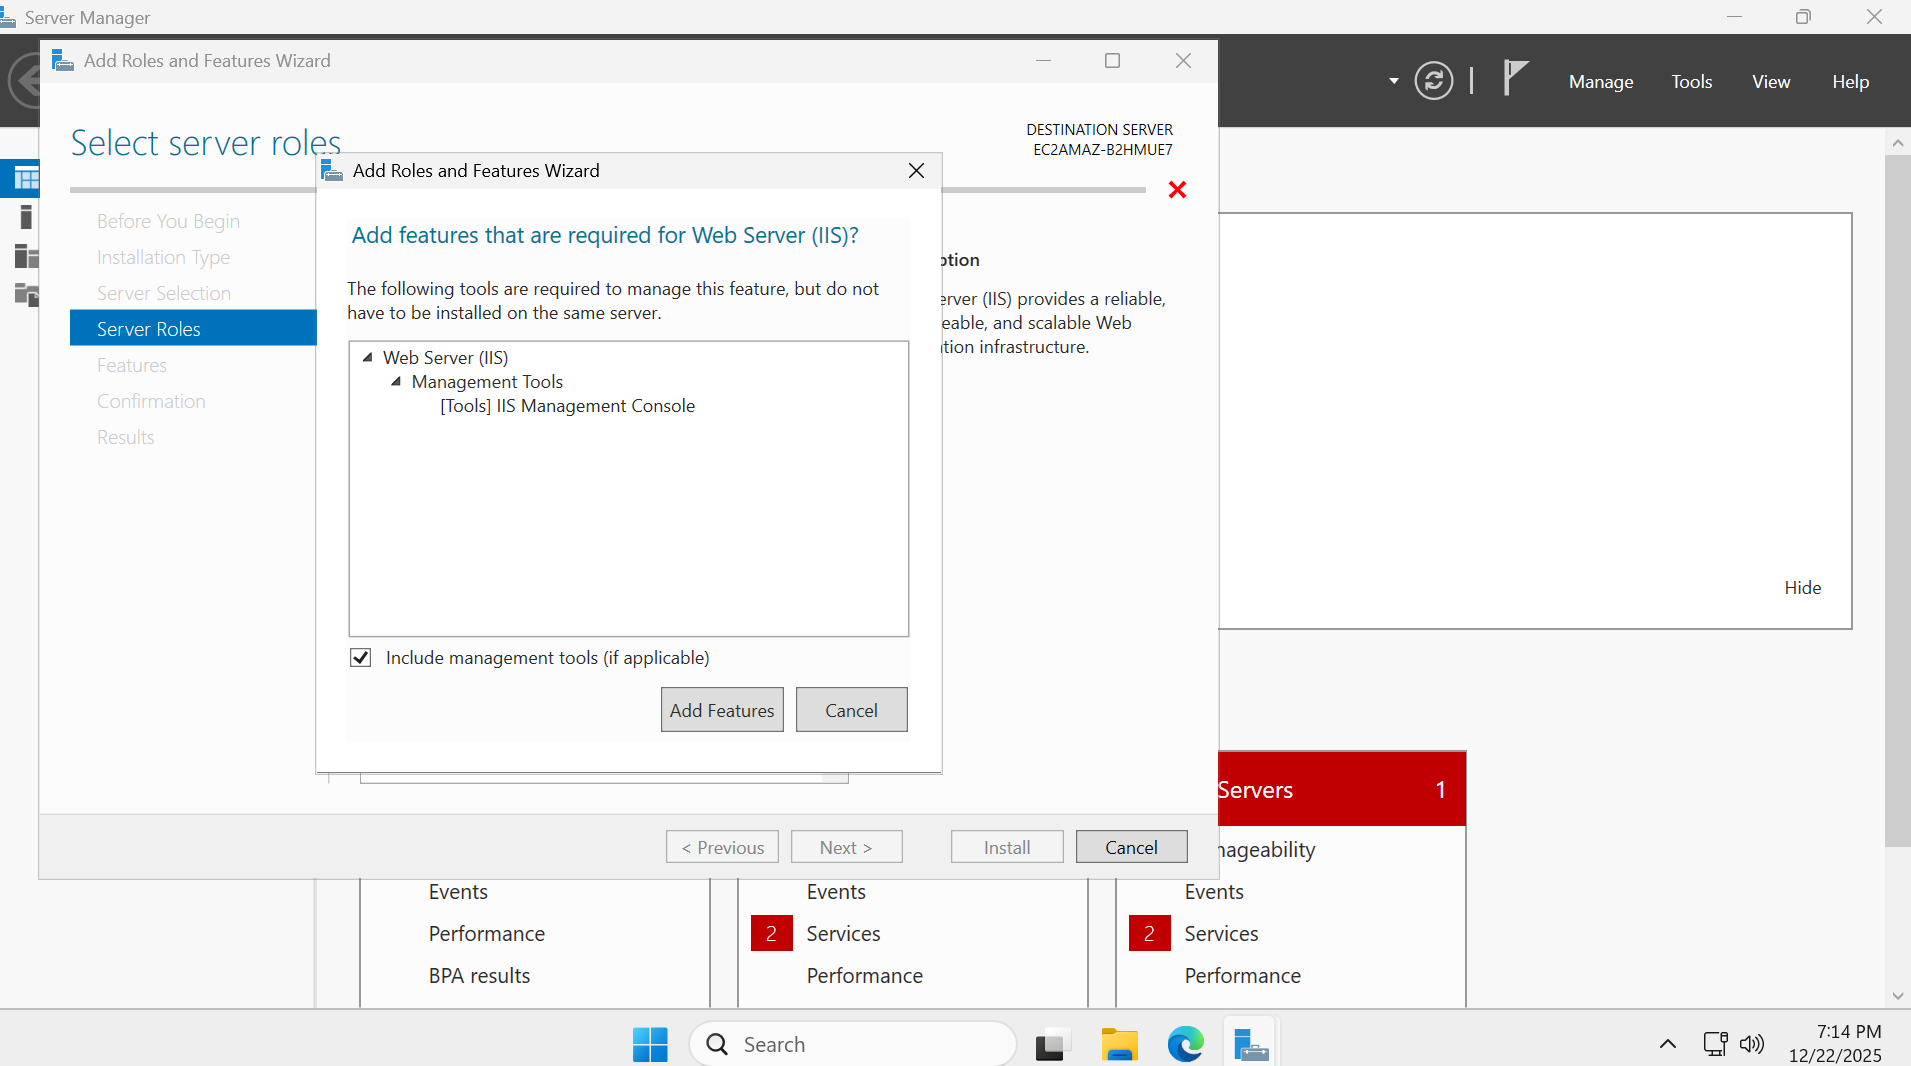 Server Manager
Add Roles and Features Wizard
Manage
Tools
View
Help
Select server roles
DESTINATION SERVER
EC2AMAZ-B2HMUE7
Before You Begin
Installation Type
Server Selection
Server Roles
Features
Confirmation
Results
Add Roles and Features Wizard
Add features that are required for Web Server (IIS)?
The following tools are required to manage this feature, but do not
have to be installed on the same server.
Web Server (IIS)
Management Tools
[Tools] IIS Management Console
Include management tools (if applicable)
Add Features
Cancel
(IIS) provides a reliable,
and scalable Web
infrastructure.
Hide
< Previous
Next >
Install
Cancel
Servers
1
Events
Performance
BPA results
Events
2
Services
Performance
Events
2
Services
Performance
Search
7:14 PM
12/22/2025